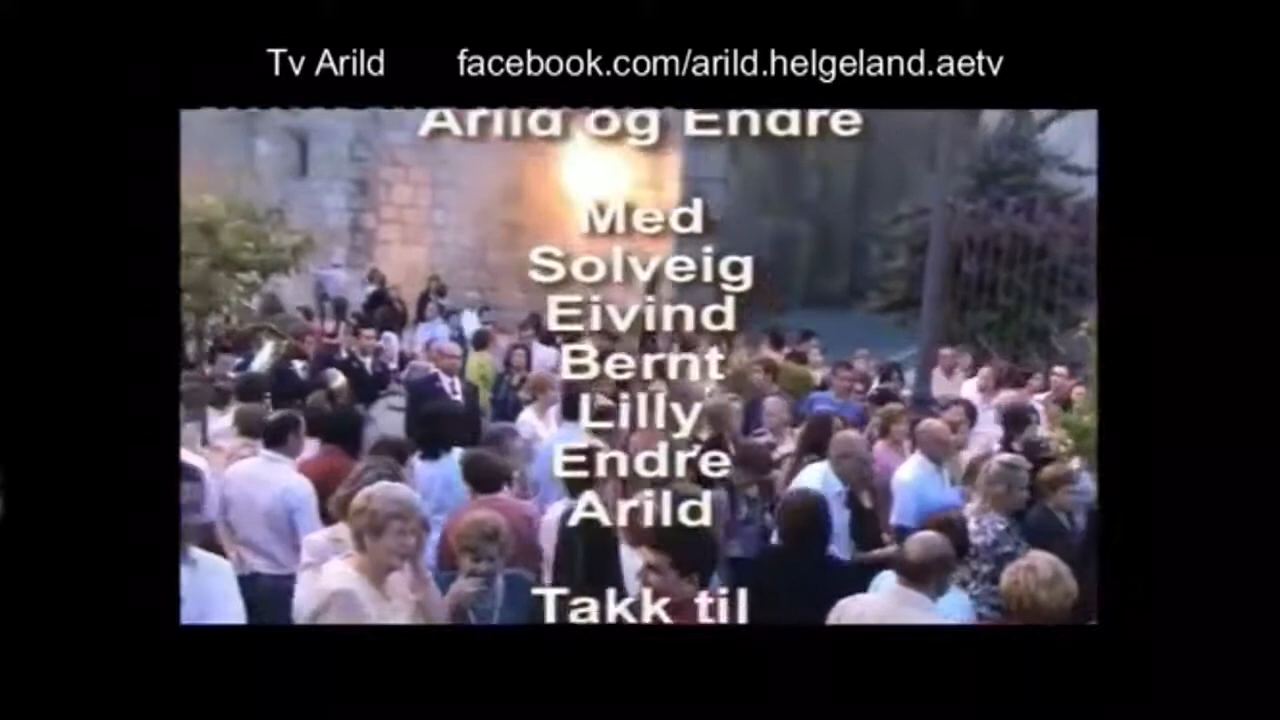 Tv Arild facebook.com/arild.helgeland.aetv
Arild og Endre
Med
Solveig
Eivind
Bernt
Lilly
Endre
Arild
Takk til